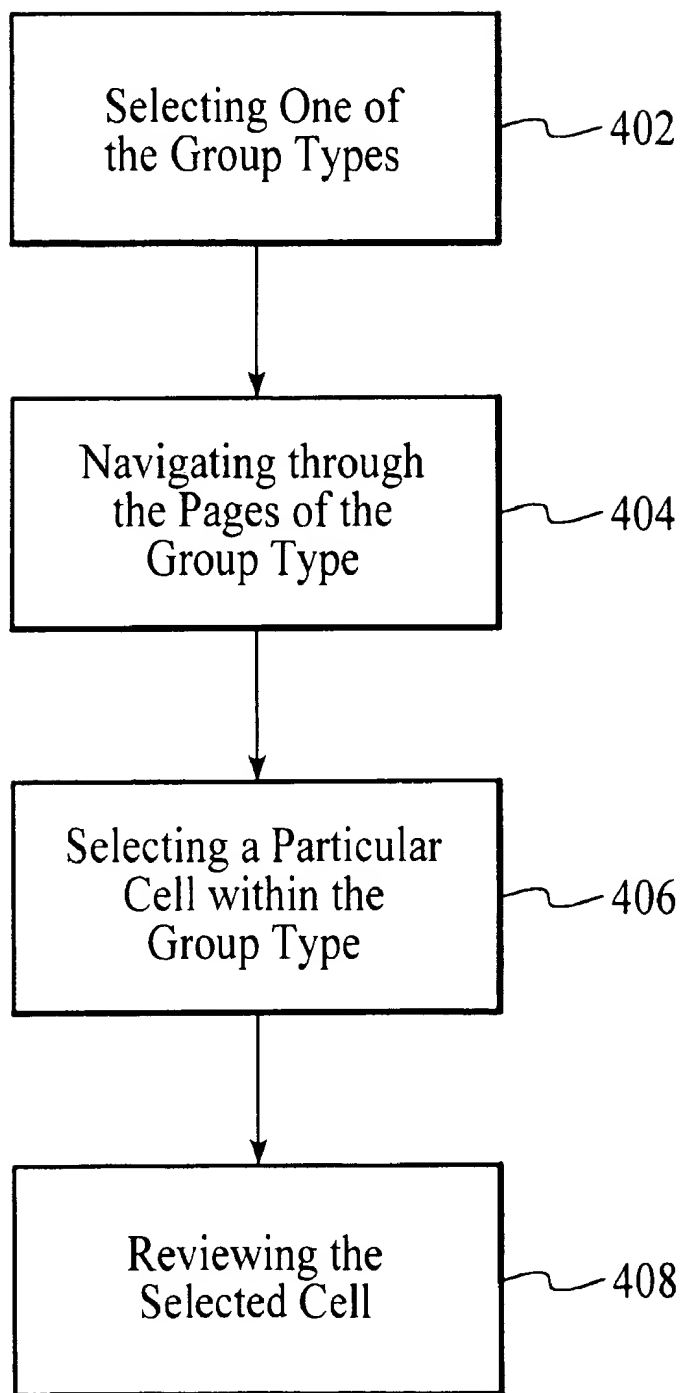 Selecting One of
the Group Types
402
Navigating through
the Pages of the
Group Type
404
Selecting a Particular
Cell within the
Group Type
406
Reviewing the
Selected Cell
408